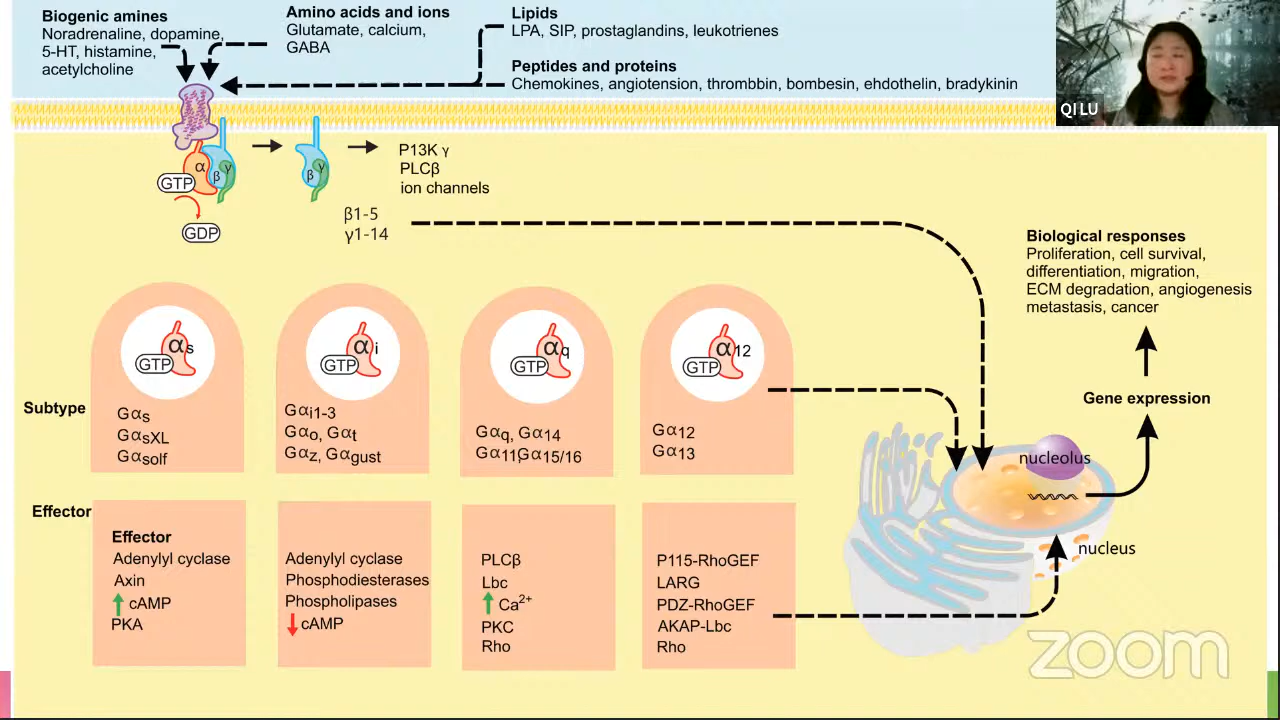 Biogenic amines
Noradrenaline, dopamine,
5-HT, histamine,
acetylcholine
Amino acids and ions
Glutamate, calcium,
GABA
Lipids
LPA, SIP, prostaglandins, leukotrienes
Peptides and proteins
Chemokines, angiotension, thrombbin, bombesin, ehdothelin, bradykinin
QI LU
α
β
γ
GTP
GDP
β
γ
P13K γ
PLCβ
ion channels
β1-5
γ1-14
Biological responses
Proliferation, cell survival,
differentiation, migration,
ECM degradation, angiogenesis
metastasis, cancer
Gene expression
Subtype
αs
GTP
Gαs
GαsXL
Gαsolf
αi
GTP
Gαi1-3
Gαo, Gαt
Gαz, Gαgust
αq
GTP
Gαq, Gα14
Gα11,Gα15/16
α12
GTP
Gα12
Gα13
nucleolus
nucleus
Effector
Effector
Adenylyl cyclase
Axin
cAMP
PKA
Adenylyl cyclase
Phosphodiesterases
Phospholipases
cAMP
PLCβ
Lbc
Ca²⁺
PKC
Rho
P115-RhoGEF
LARG
PDZ-RhoGEF
AKAP-Lbc
Rho
zoom